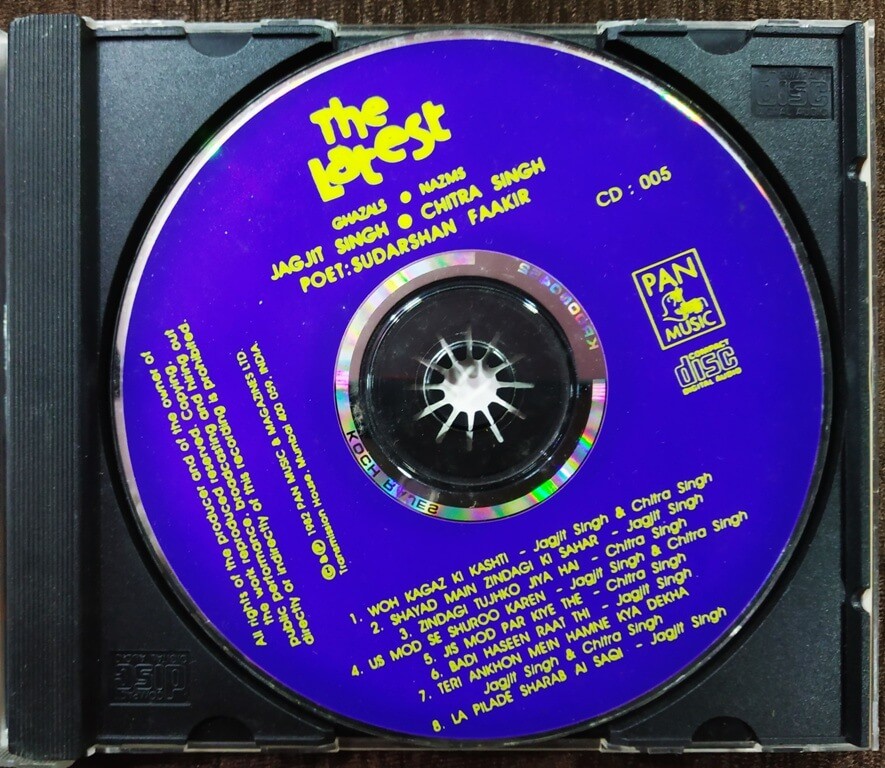 The
Latest
GHAZALS ● NAZMS
JAGJIT SINGH ● CHITRA SINGH
POET: SUDARSHAN FAAKIR
CD : 005
PAN
MUSIC
COMPACT
disc
DIGITAL AUDIO
All rights of the producer and of the owner of
the work reproduced reserved. Copying out
public performance, broadcasting and hiring
directly or indirectly of this recording is prohibited.
© & ℗ 1982 PAN MUSIC & MAGAZINES LTD.
Transmission House, Mumbai 400 059. INDIA.
1. WOH KAGAZ KI KASHTI - Jagjit Singh & Chitra Singh
2. SHAYAD MAIN ZINDAGI KI SAHAR - Jagjit Singh
3. ZINDAGI TUJHKO JIYA HAI - Chitra Singh
4. US MOD SE SHUROO KAREN - Jagjit Singh & Chitra Singh
5. JIS MOD PAR KIYE THE - Chitra Singh
6. BADI HASEEN RAAT THI - Jagjit Singh
7. TERI ANKHON MEIN HAMNE KYA DEKHA
Jagjit Singh & Chitra Singh
8. LA PILADE SHARAB AI SAQI - Jagjit Singh